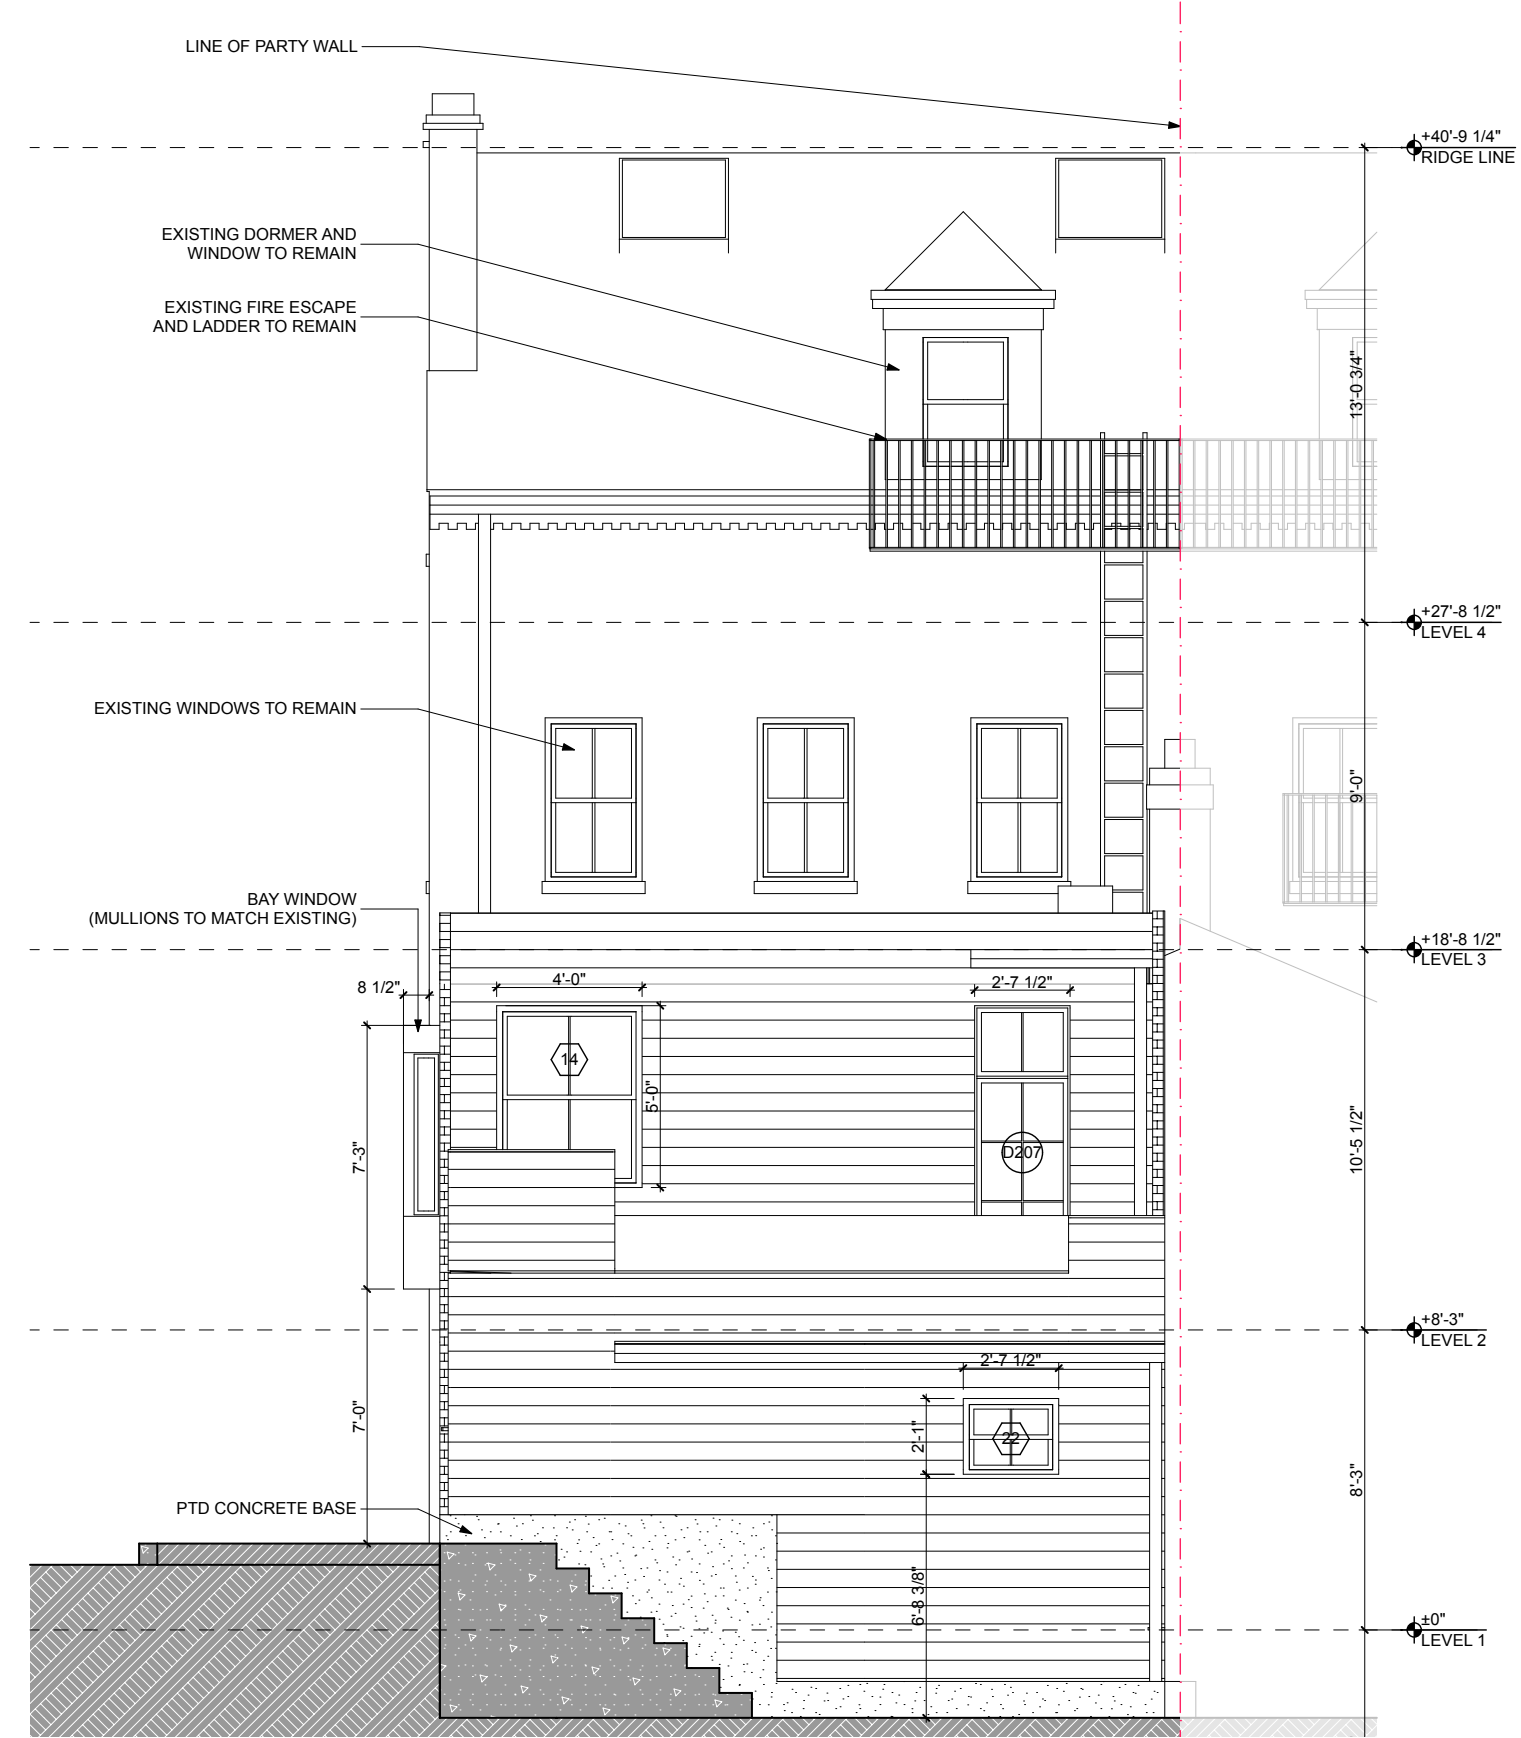 LINE OF PARTY WALL
+40'-9 1/4"
RIDGE LINE
EXISTING DORMER AND
WINDOW TO REMAIN
EXISTING FIRE ESCAPE
AND LADDER TO REMAIN
13'-0 3/4"
+27'-8 1/2"
LEVEL 4
EXISTING WINDOWS TO REMAIN
9'-0"
BAY WINDOW
(MULLIONS TO MATCH EXISTING)
+18'-8 1/2"
LEVEL 3
8 1/2"
4'-0"
2'-7 1/2"
14
5'-0"
7'-3"
D207
10'-5 1/2"
+8'-3"
LEVEL 2
2'-7 1/2"
7'-0"
2'-1"
22
8'-3"
PTD CONCRETE BASE
6'-8 3/8"
±0"
LEVEL 1